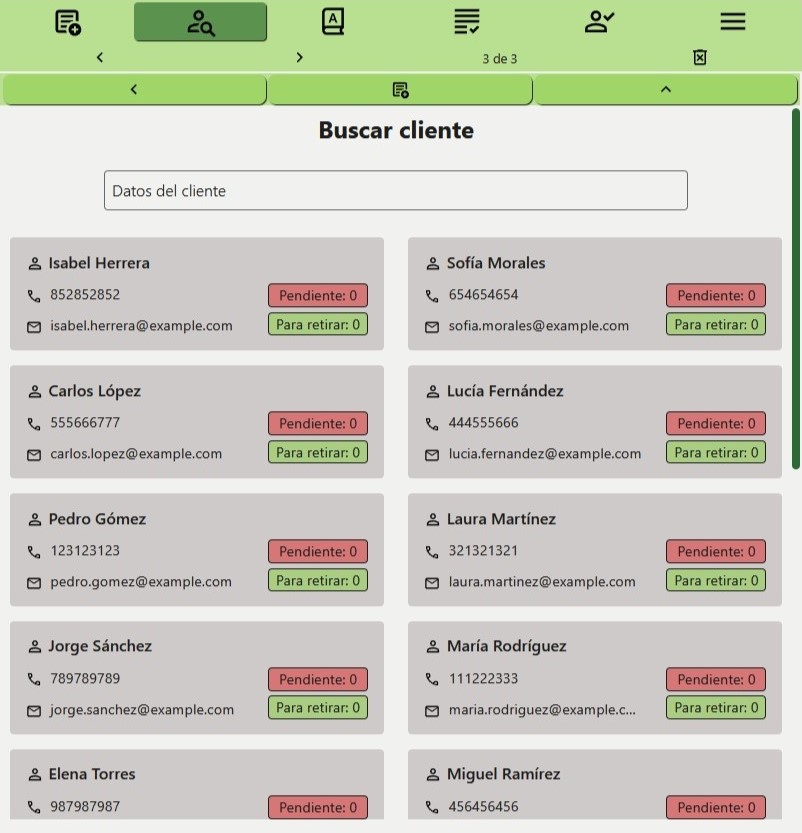 A
3 de 3
Buscar cliente
Datos del cliente
Isabel Herrera
852852852
Pendiente: 0
isabel.herrera@example.com
Para retirar: 0
Sofía Morales
654654654
Pendiente: 0
sofia.morales@example.com
Para retirar: 0
Carlos López
555666777
Pendiente: 0
carlos.lopez@example.com
Para retirar: 0
Lucía Fernández
444555666
Pendiente: 0
lucia.fernandez@example.com
Para retirar: 0
Pedro Gómez
123123123
Pendiente: 0
pedro.gomez@example.com
Para retirar: 0
Laura Martínez
321321321
Pendiente: 0
laura.martinez@example.com
Para retirar: 0
Jorge Sánchez
789789789
Pendiente: 0
jorge.sanchez@example.com
Para retirar: 0
María Rodríguez
111222333
Pendiente: 0
maria.rodriguez@example.c...
Para retirar: 0
Elena Torres
987987987
Pendiente: 0
Miguel Ramírez
456456456
Pendiente: 0